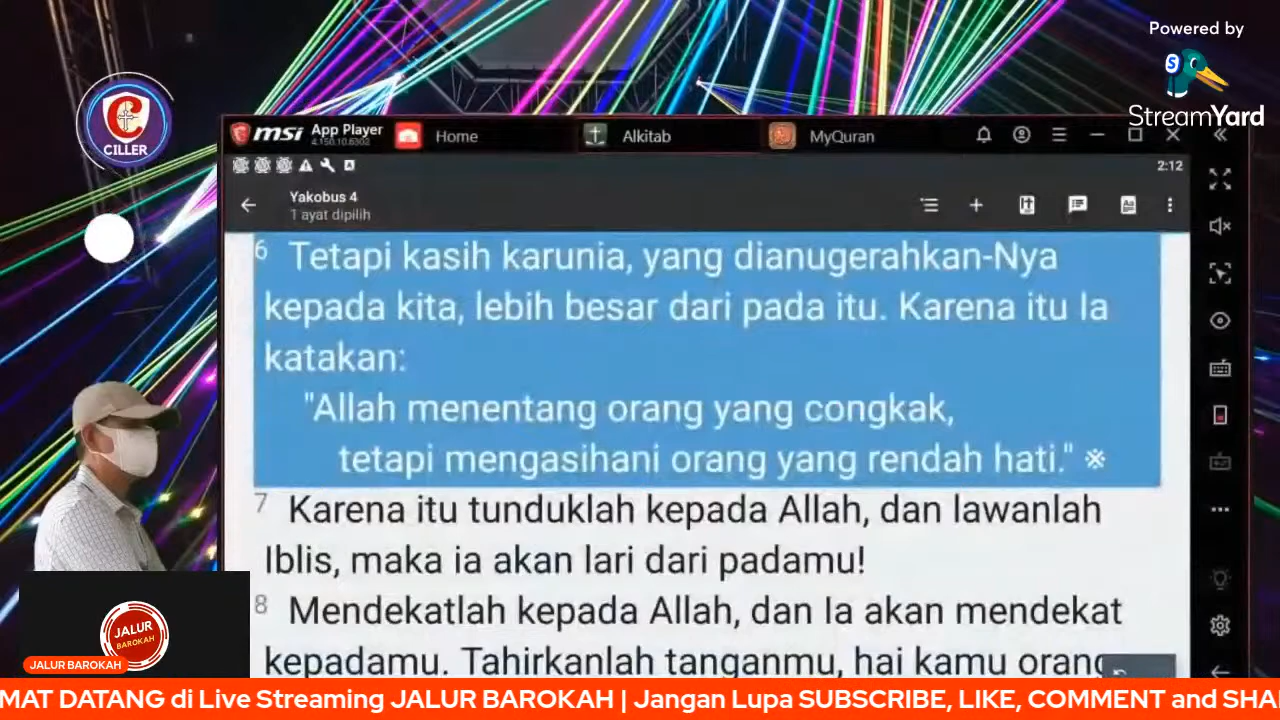 Powered by
StreamYard
C
CILLER
msi App Player
4.150.10.6302
Home
Alkitab
MyQuran
2:12
Yakobus 4
1 ayat dipilih
6 Tetapi kasih karunia, yang dianugerahkan-Nya
kepada kita, lebih besar dari pada itu. Karena itu Ia
katakan:
"Allah menentang orang yang congkak,
tetapi mengasihani orang yang rendah hati." ※
7 Karena itu tunduklah kepada Allah, dan lawanlah
Iblis, maka ia akan lari dari padamu!
8 Mendekatlah kepada Allah, dan Ia akan mendekat
kepadamu. Tahirkanlah tanganmu, hai kamu orang
JALUR
BAROKAH
JALUR BAROKAH
MAT DATANG di Live Streaming JALUR BAROKAH | Jangan Lupa SUBSCRIBE, LIKE, COMMENT and SHA